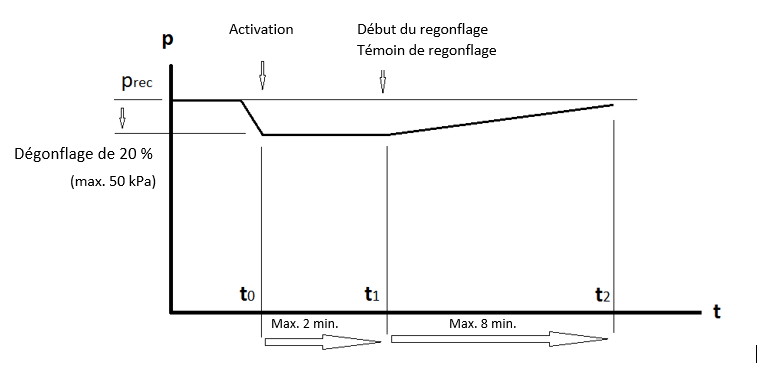 Activation
Début du regonflage
Témoin de regonflage
p
prec
Dégonflage de 20 %
(max. 50 kPa)
t0
t1
t2
t
Max. 2 min.
Max. 8 min.